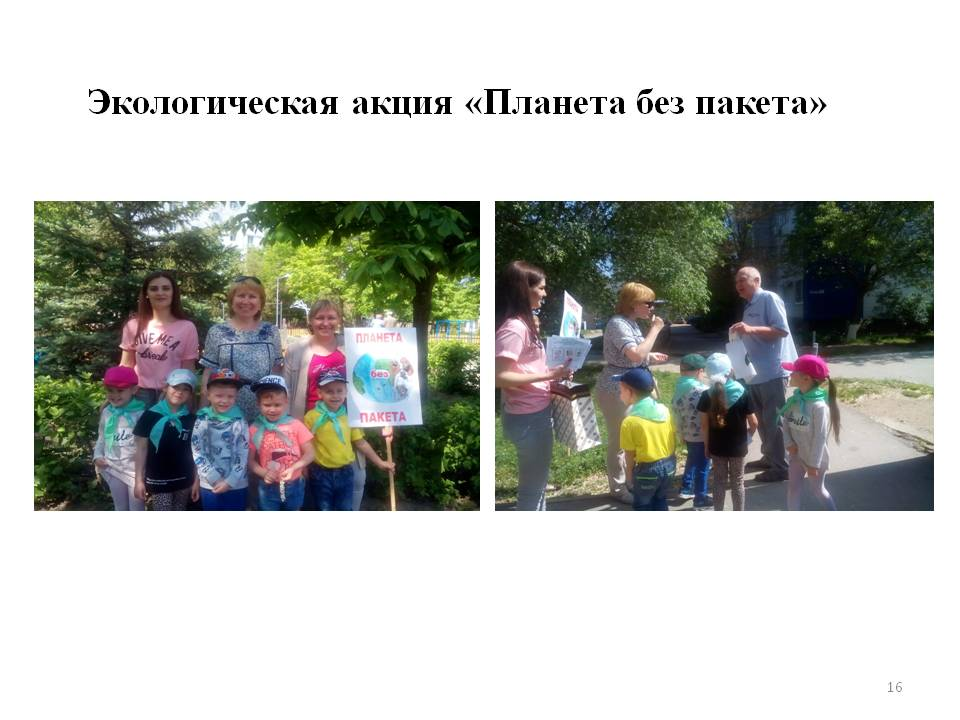 Экологическая акция «Планета без пакета»
ПЛАНЕТА
без
ПАКЕТА
16